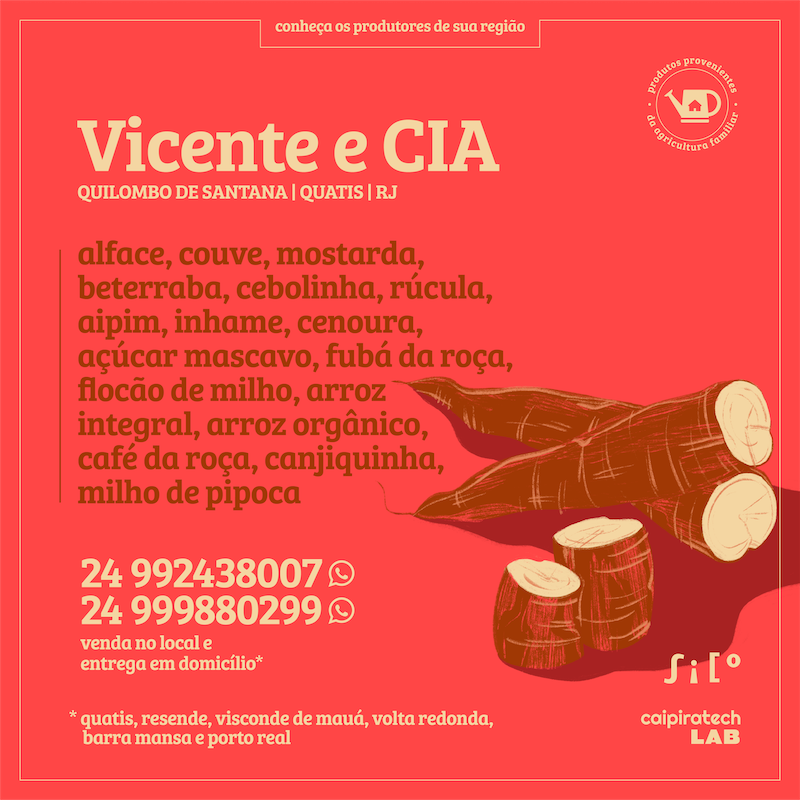 conheça os produtores de sua região
produtos provenientes
da agricultura familiar
Vicente e CIA
QUILOMBO DE SANTANA | QUATIS | RJ
alface, couve, mostarda,
beterraba, cebolinha, rúcula,
aipim, inhame, cenoura,
açúcar mascavo, fubá da roça,
flocão de milho, arroz
integral, arroz orgânico,
café da roça, canjiquinha,
milho de pipoca
24 992438007
24 999880299
venda no local e
entrega em domicílio*
silo
* quatis, resende, visconde de mauá, volta redonda,
barra mansa e porto real
caipiratech
LAB